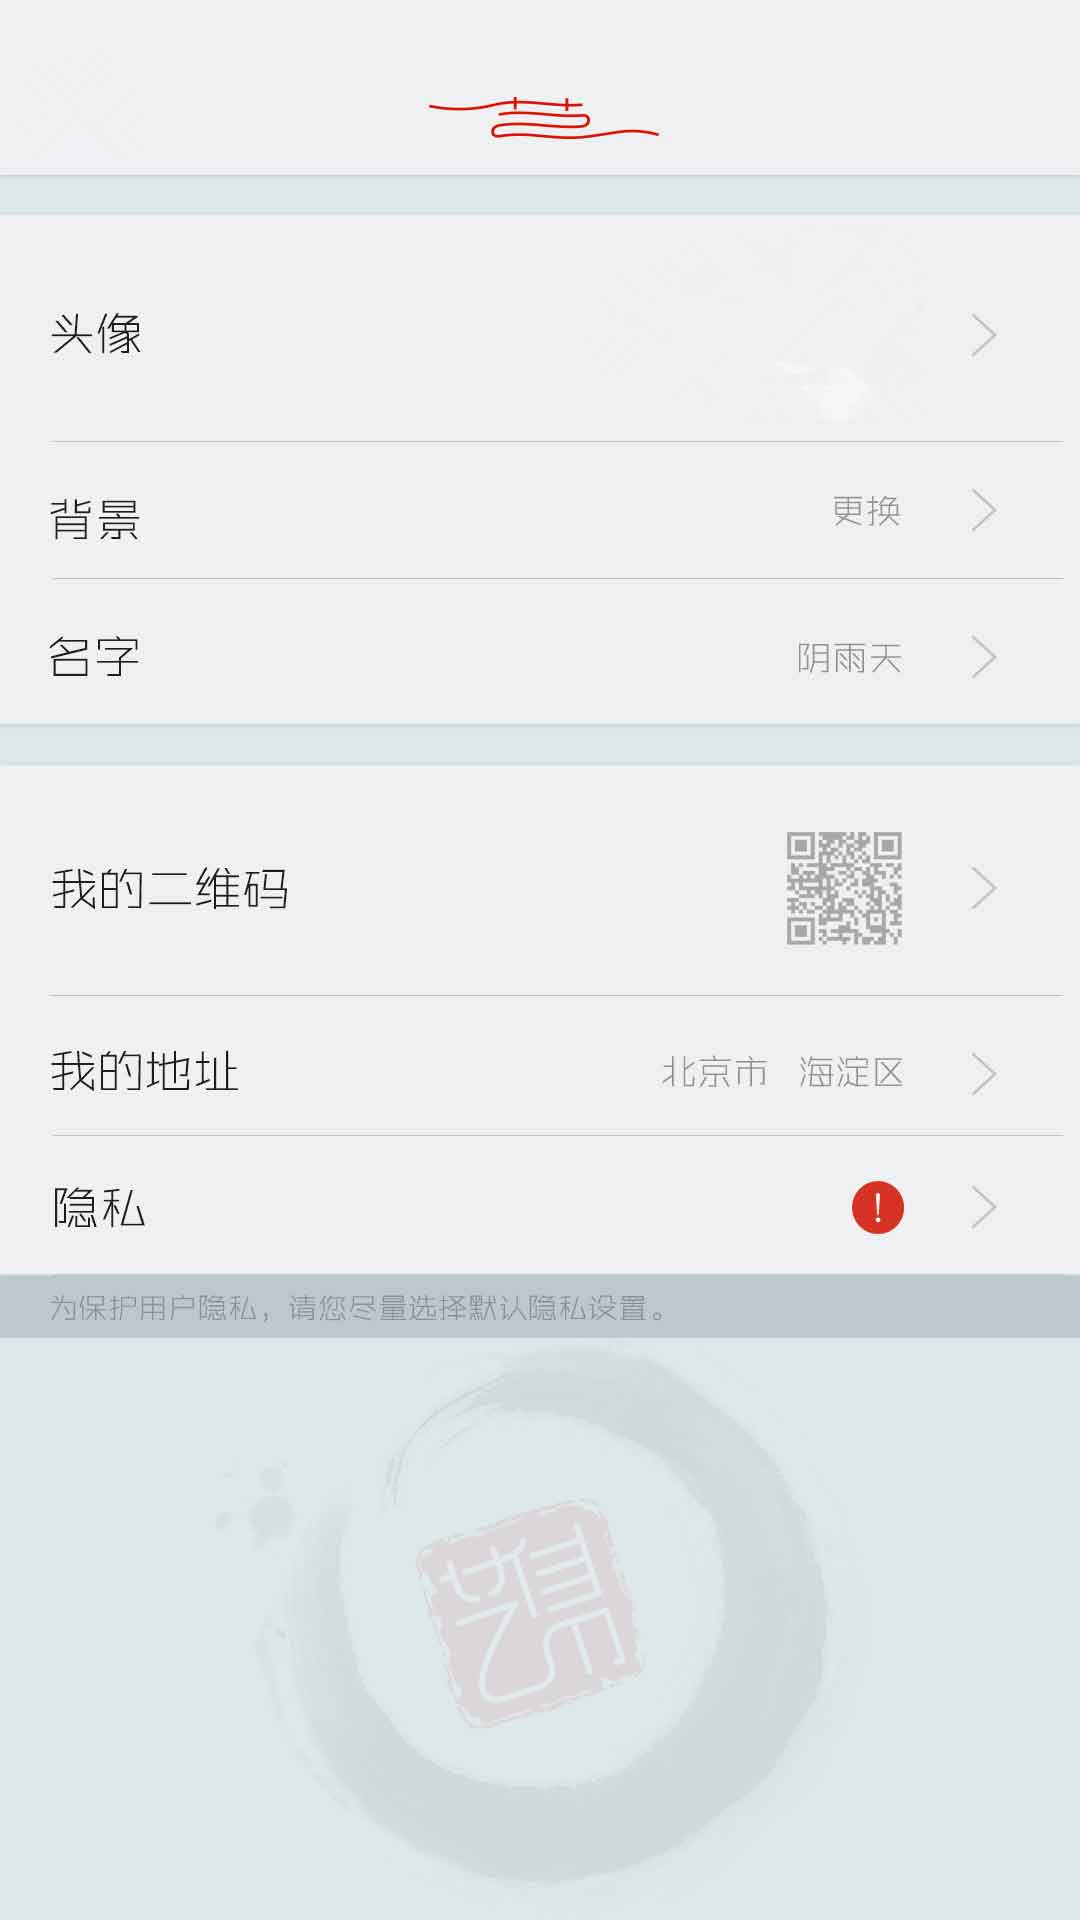 头像
背景 更换
名字 阴雨天
我的二维码
我的地址 北京市 海淀区
隐私 !
为保护用户隐私，请您尽量选择默认隐私设置。